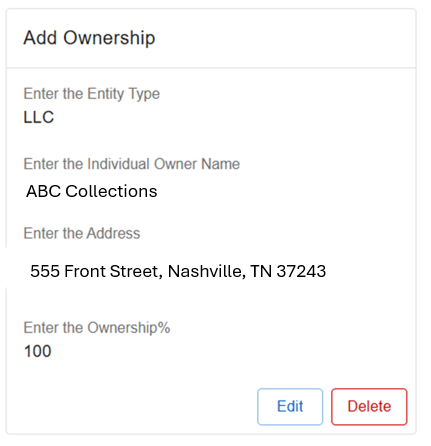 Add Ownership
Enter the Entity Type
LLC
Enter the Individual Owner Name
ABC Collections
Enter the Address
555 Front Street, Nashville, TN 37243
Enter the Ownership%
100
Edit Delete